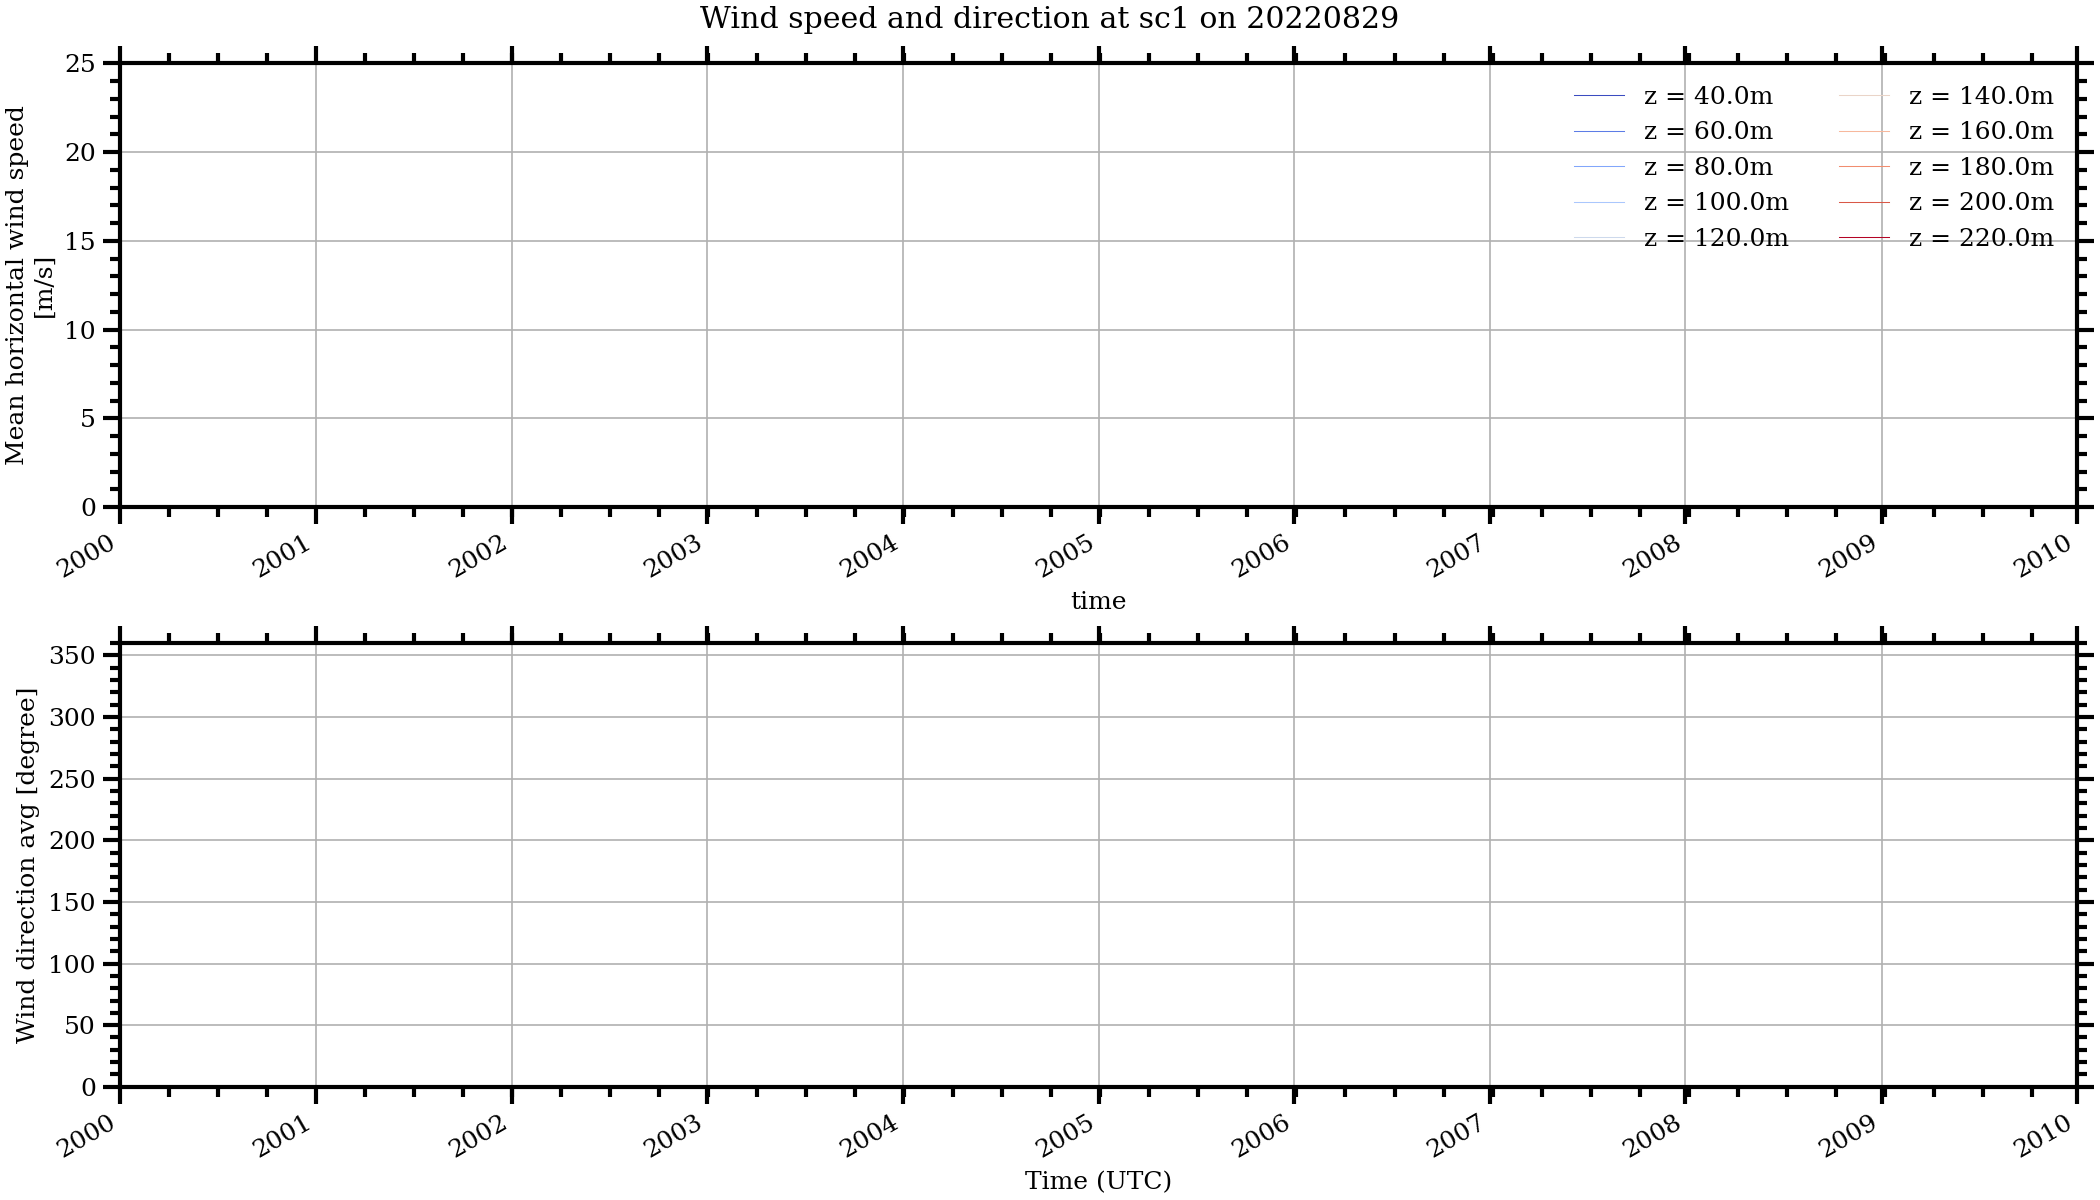 Wind speed and direction at sc1 on 20220829
Mean horizontal wind speed
[m/s]
25
20
15
10
5
0
z = 40.0m
z = 60.0m
z = 80.0m
z = 100.0m
z = 120.0m
z = 140.0m
z = 160.0m
z = 180.0m
z = 200.0m
z = 220.0m
2000 2001 2002 2003 2004 2005 2006 2007 2008 2009 2010
time
Wind direction avg [degree]
350
300
250
200
150
100
50
0
2000 2001 2002 2003 2004 2005 2006 2007 2008 2009 2010
Time (UTC)